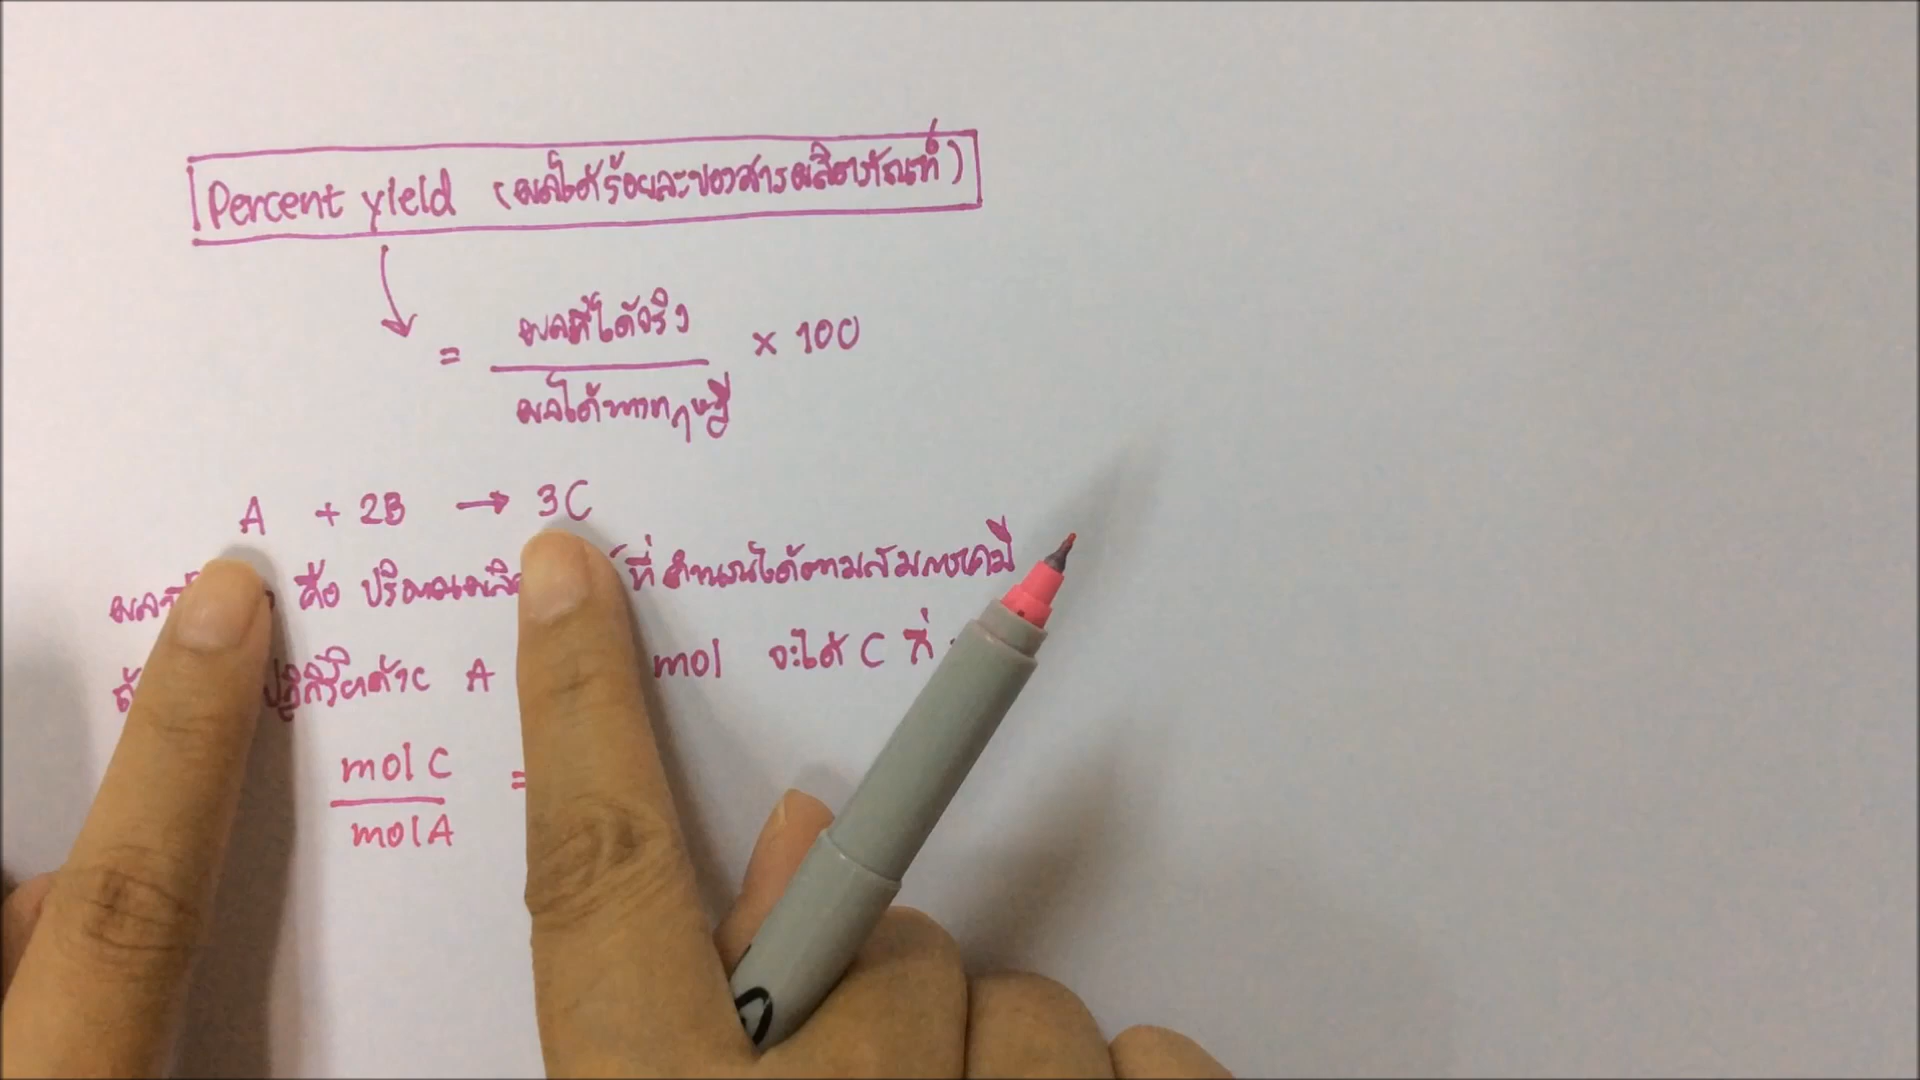 Percent yield (ผลได้ร้อยละของสารผลิตภัณฑ์)
= ผลที่ได้จริง
ผลได้ทางทฤษฎี
× 100
A + 2B → 3C
คือ ปริมาณ ที่คำนวนได้ตามสมการเคมี
ปฏิกิริยาด้วย A mol จะได้ C กี่
mol C
mol A
=